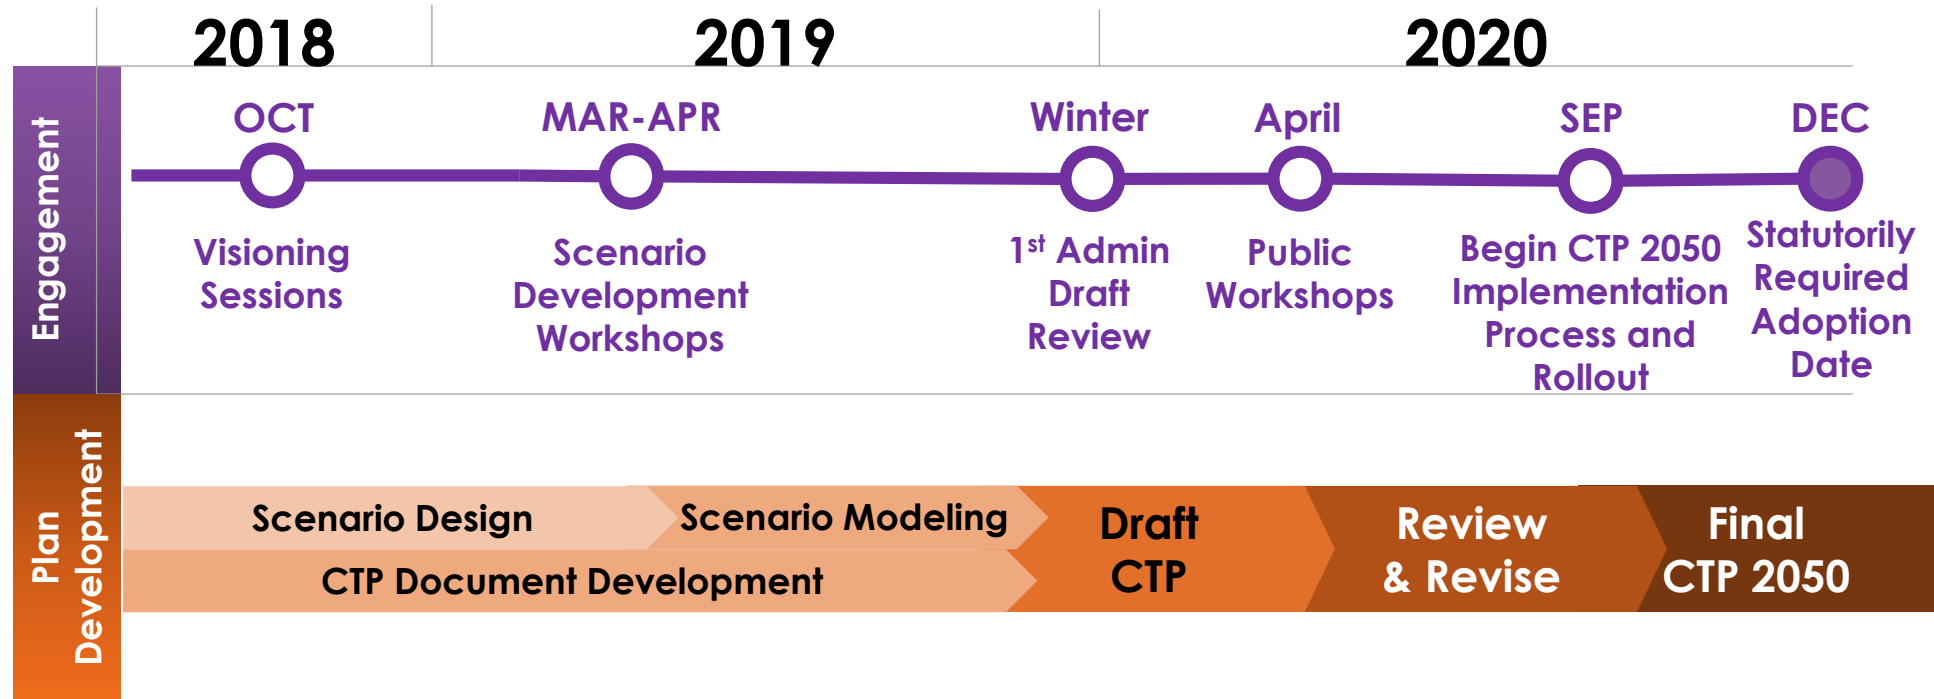 2018
2019
2020
Engagement
OCT
MAR-APR
Winter
April
SEP
DEC
Visioning
Sessions
Scenario
Development
Workshops
1st Admin
Draft
Review
Public
Workshops
Begin CTP 2050
Implementation
Process and
Rollout
Statutorily
Required
Adoption
Date
Plan
Development
Scenario Design
Scenario Modeling
CTP Document Development
Draft
CTP
Review
& Revise
Final
CTP 2050